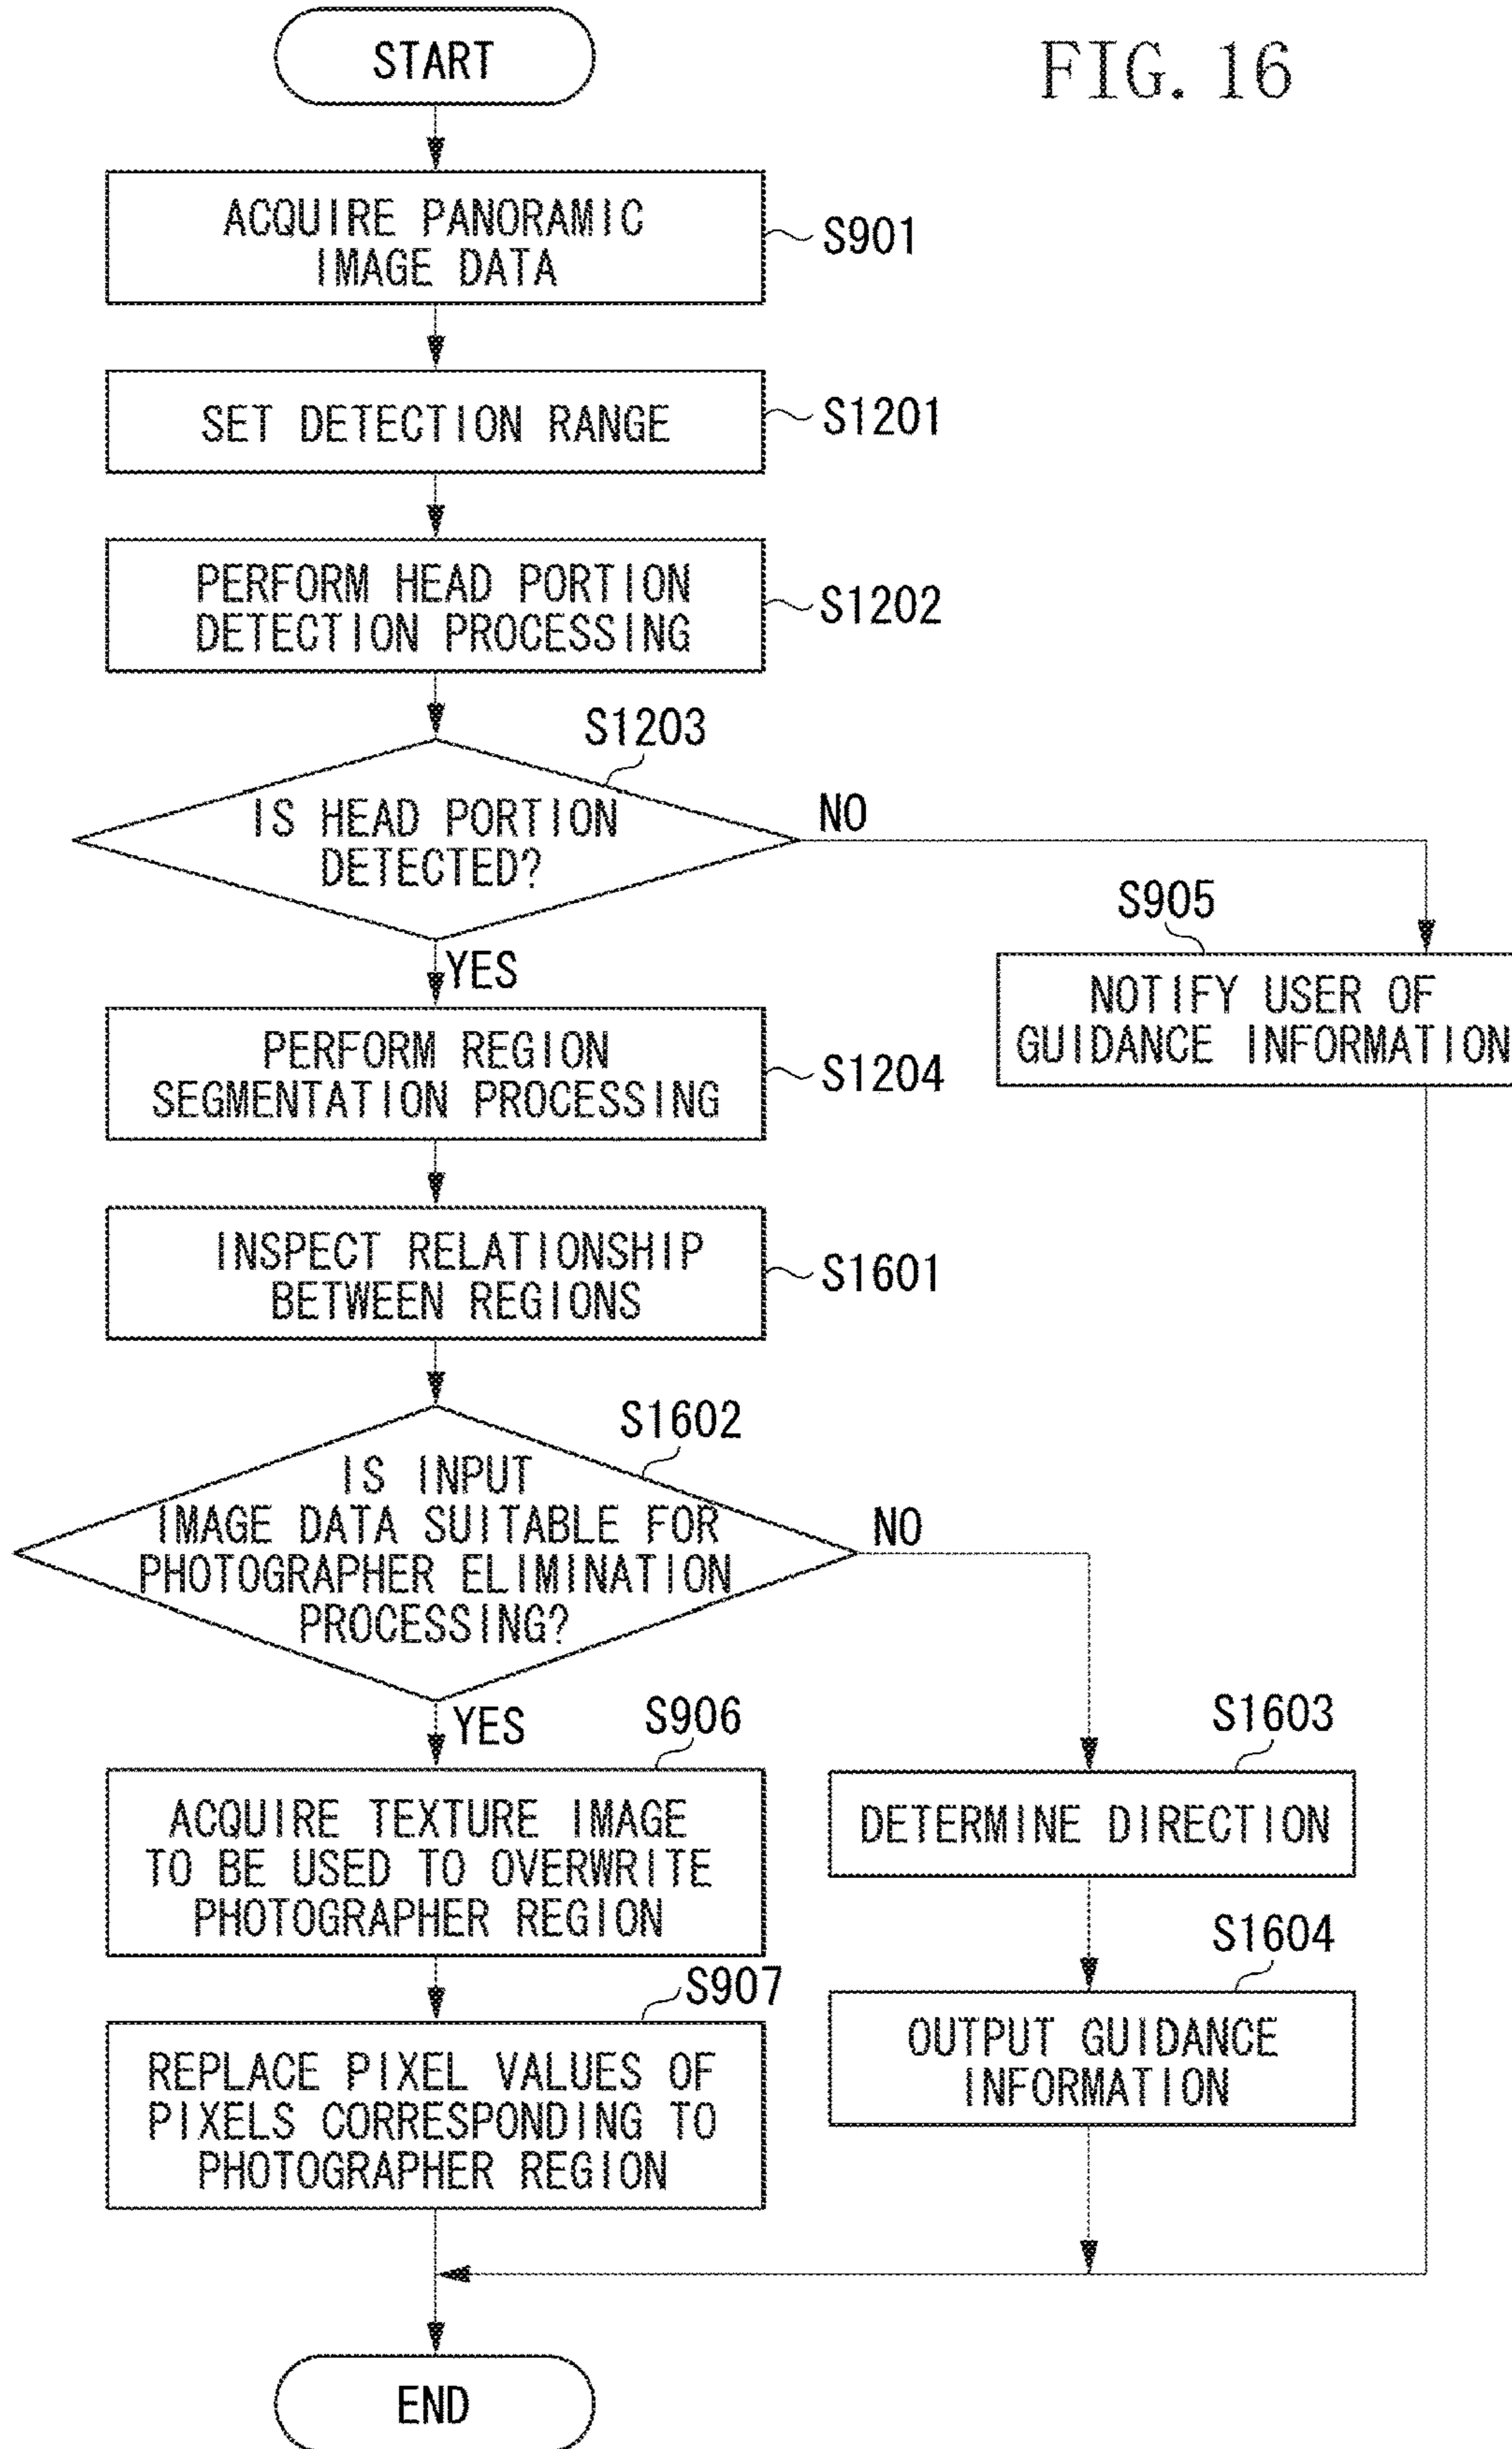 FIG. 16
START
ACQUIRE PANORAMIC
IMAGE DATA
S901
SET DETECTION RANGE
S1201
PERFORM HEAD PORTION
DETECTION PROCESSING
S1202
S1203
IS HEAD PORTION
DETECTED?
NO
YES
S905
NOTIFY USER OF
GUIDANCE INFORMATION
PERFORM REGION
SEGMENTATION PROCESSING
S1204
INSPECT RELATIONSHIP
BETWEEN REGIONS
S1601
S1602
IS INPUT
IMAGE DATA SUITABLE FOR
PHOTOGRAPHER ELIMINATION
PROCESSING?
NO
YES
S906
ACQUIRE TEXTURE IMAGE
TO BE USED TO OVERWRITE
PHOTOGRAPHER REGION
S1603
DETERMINE DIRECTION
S907
REPLACE PIXEL VALUES OF
PIXELS CORRESPONDING TO
PHOTOGRAPHER REGION
S1604
OUTPUT GUIDANCE
INFORMATION
END